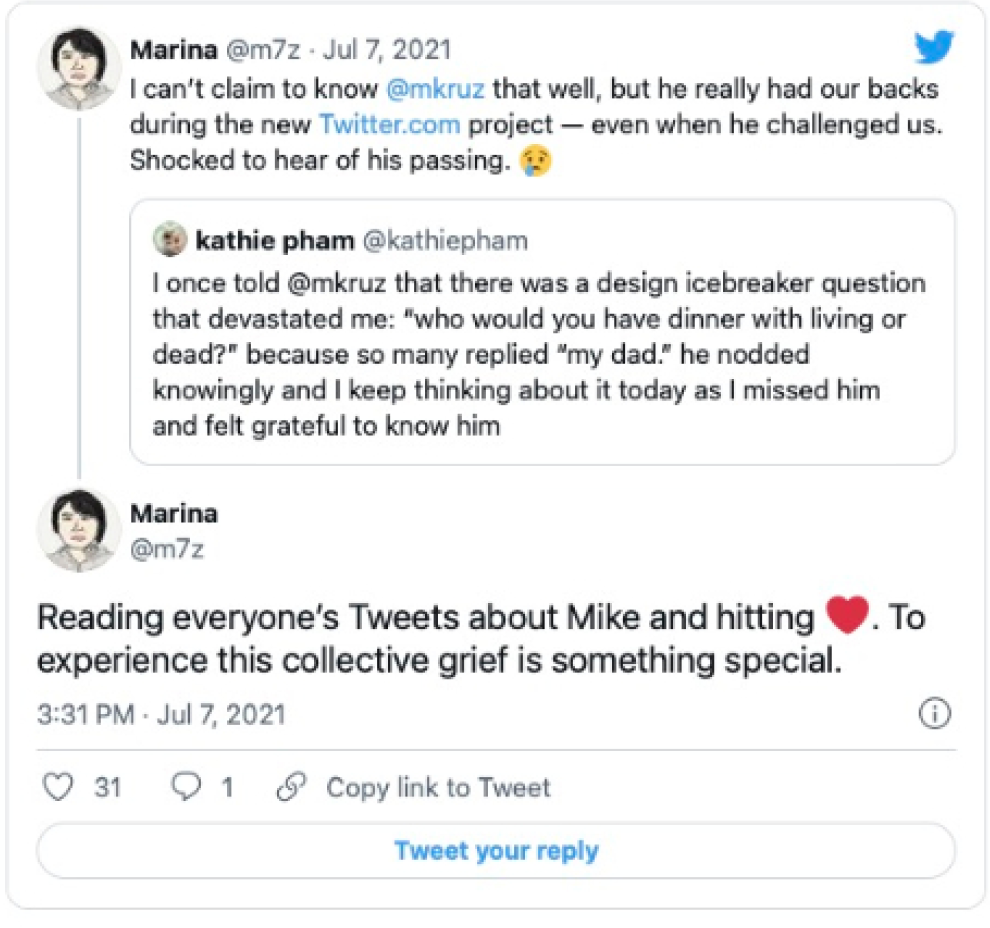 Marina @m7z · Jul 7, 2021
I can't claim to know @mkruz that well, but he really had our backs
during the new Twitter.com project — even when he challenged us.
Shocked to hear of his passing. 😢
kathie pham @kathiepham
I once told @mkruz that there was a design icebreaker question
that devastated me: “who would you have dinner with living or
dead?” because so many replied “my dad.” he nodded
knowingly and I keep thinking about it today as I missed him
and felt grateful to know him
Marina
@m7z
Reading everyone's Tweets about Mike and hitting ❤️. To
experience this collective grief is something special.
3:31 PM · Jul 7, 2021
31 1 Copy link to Tweet
Tweet your reply